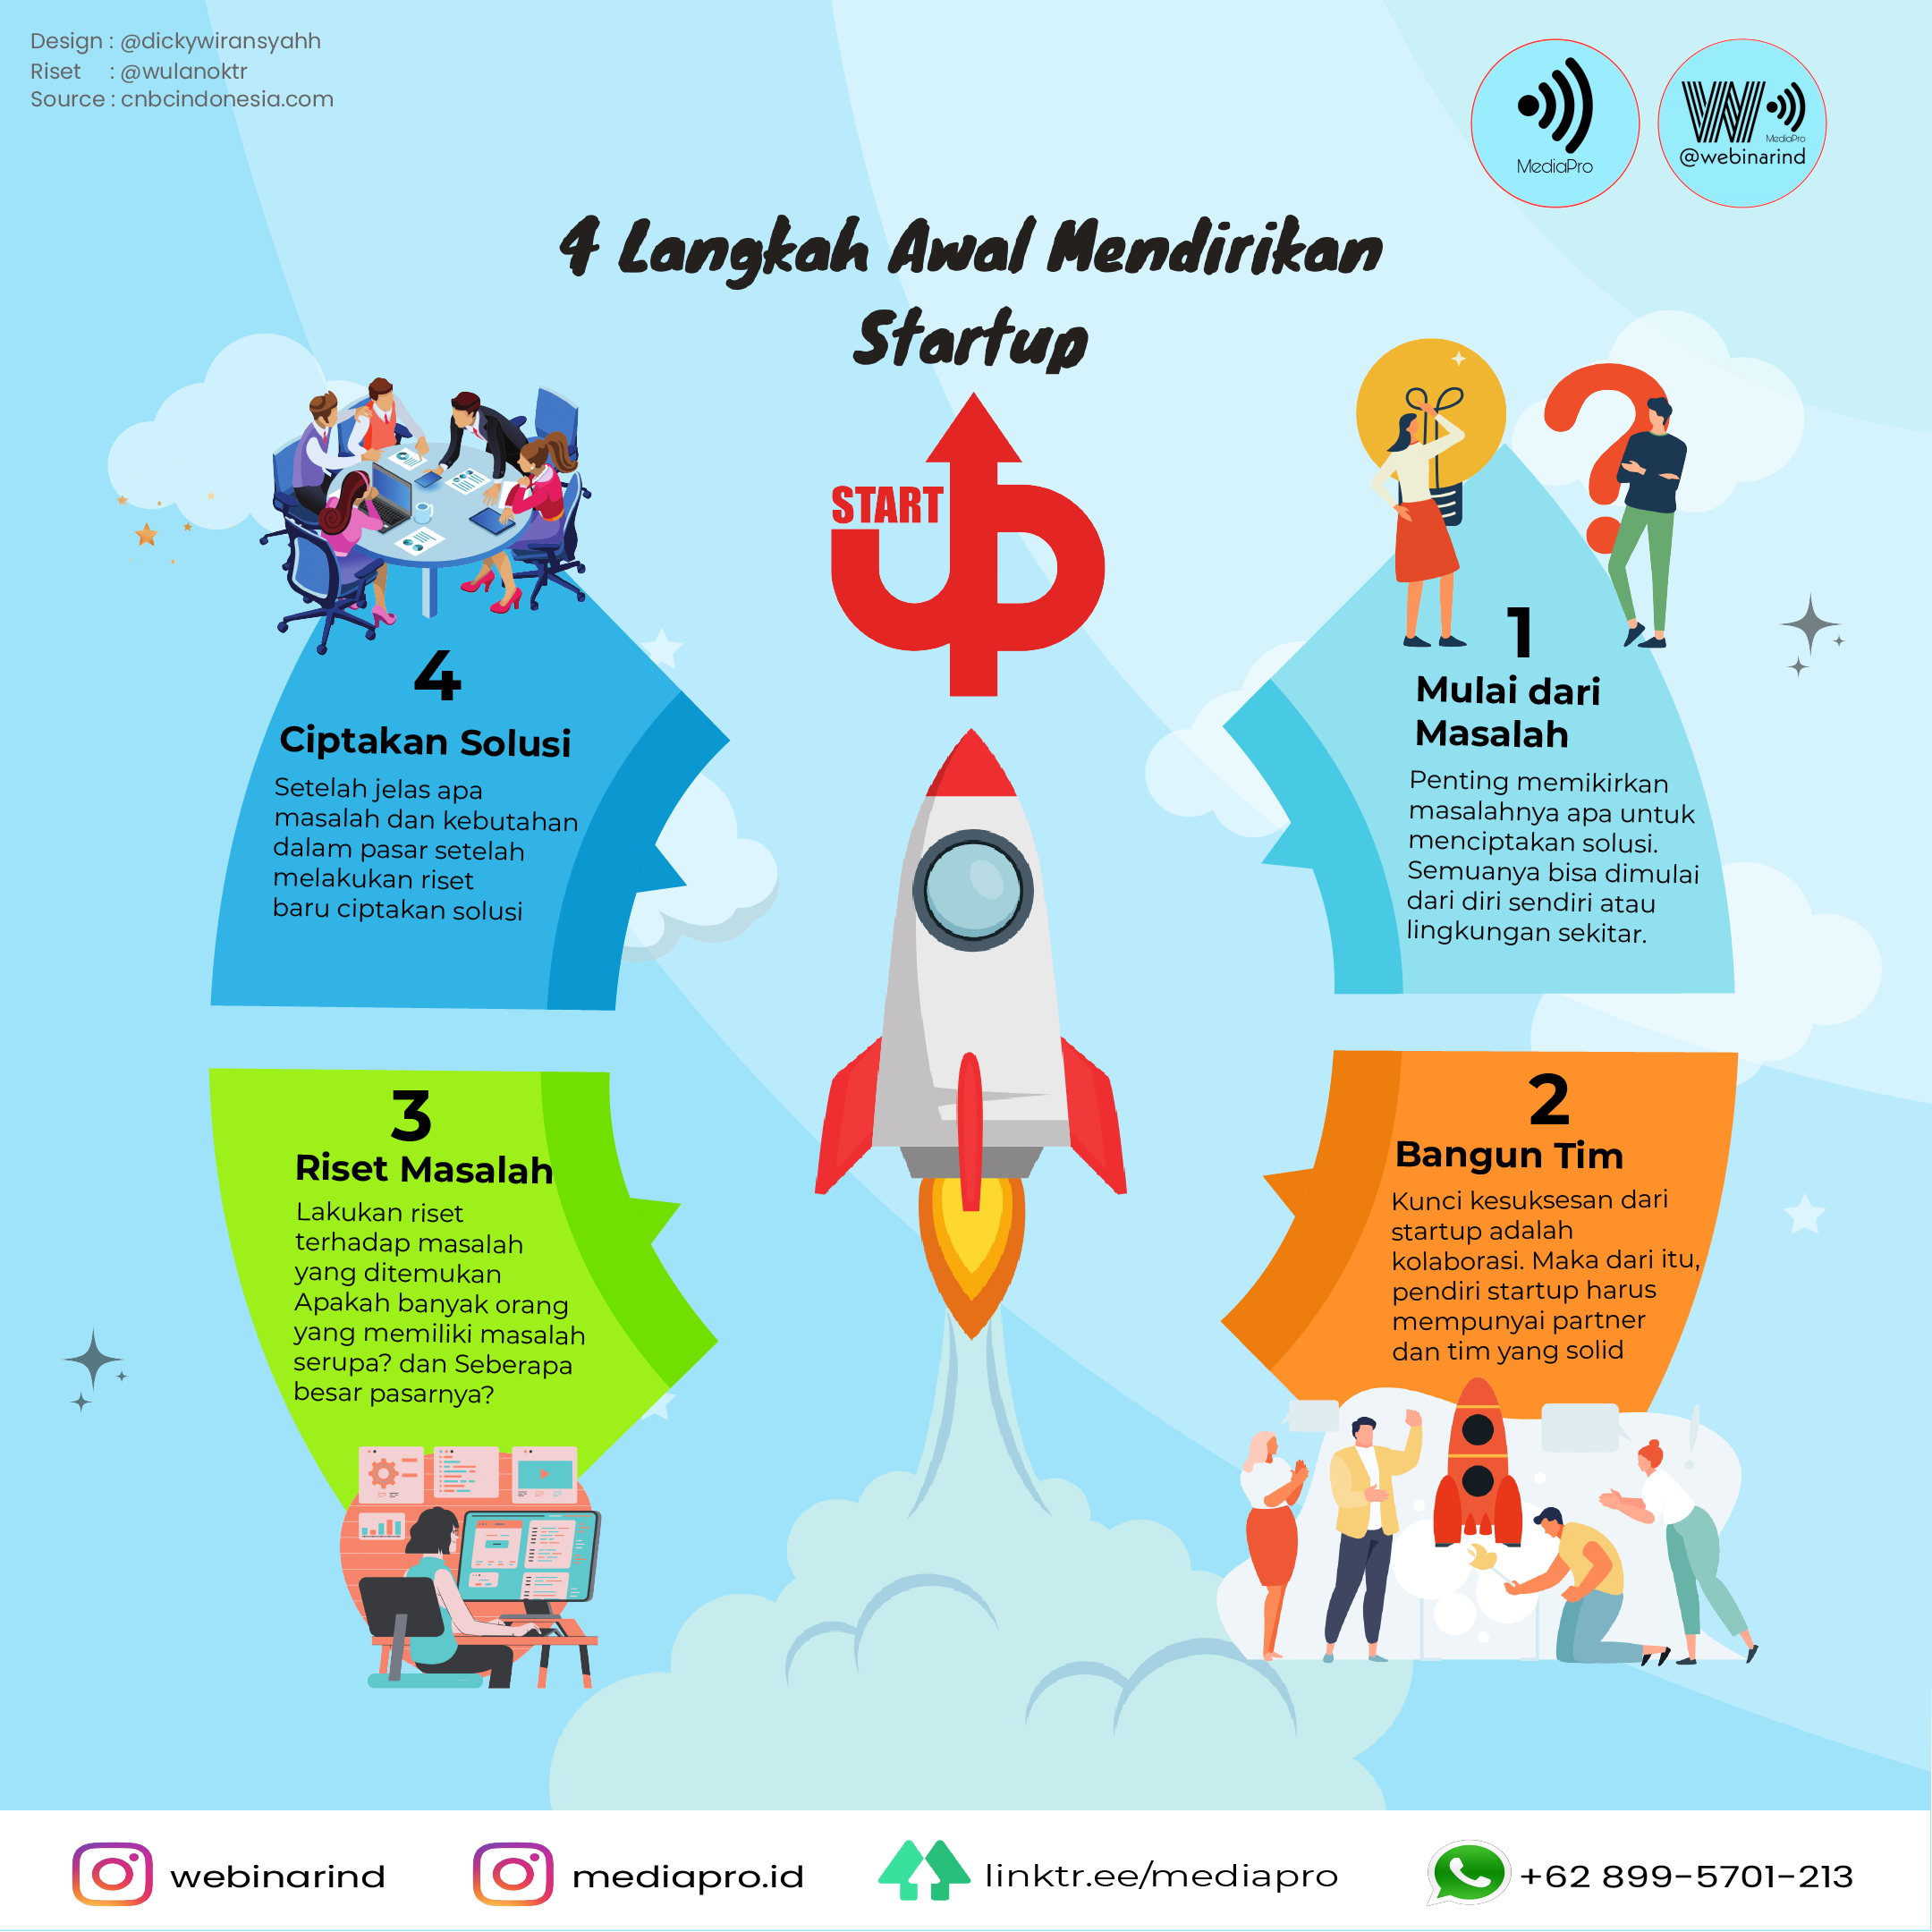 Design : @dickywiransyahh
Riset : @wulanoktr
Source : cnbcindonesia.com
MediaPro
MediaPro
@webinarind
4 Langkah Awal Mendirikan
Startup
START
UP
1
Mulai dari
Masalah
Penting memikirkan
masalahnya apa untuk
menciptakan solusi.
Semuanya bisa dimulai
dari diri sendiri atau
lingkungan sekitar.
2
Bangun Tim
Kunci kesuksesan dari
startup adalah
kolaborasi. Maka dari itu,
pendiri startup harus
mempunyai partner
dan tim yang solid
3
Riset Masalah
Lakukan riset
terhadap masalah
yang ditemukan
Apakah banyak orang
yang memiliki masalah
serupa? dan Seberapa
besar pasarnya?
4
Ciptakan Solusi
Setelah jelas apa
masalah dan kebutahan
dalam pasar setelah
melakukan riset
baru ciptakan solusi
webinarind
mediapro.id
linktr.ee/mediapro
+62 899-5701-213